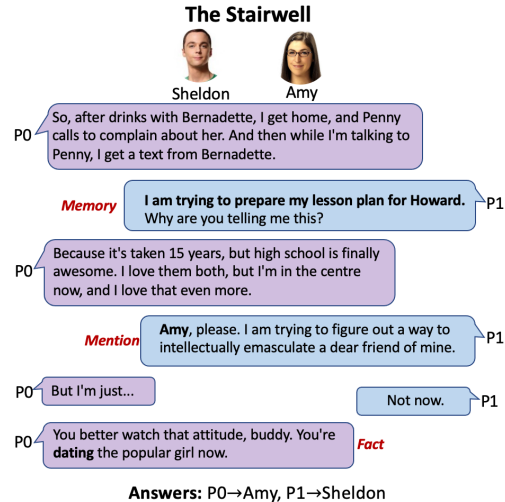 The Stairwell
Sheldon
Amy
P0
So, after drinks with Bernadette, I get home, and Penny
calls to complain about her. And then while I'm talking to
Penny, I get a text from Bernadette.
Memory
I am trying to prepare my lesson plan for Howard.
Why are you telling me this?
P1
P0
Because it's taken 15 years, but high school is finally
awesome. I love them both, but I'm in the centre
now, and I love that even more.
Mention
Amy, please. I am trying to figure out a way to
intellectually emasculate a dear friend of mine.
P1
P0
But I'm just...
Not now.
P1
P0
You better watch that attitude, buddy. You're
dating the popular girl now.
Fact
Answers: P0→Amy, P1→Sheldon